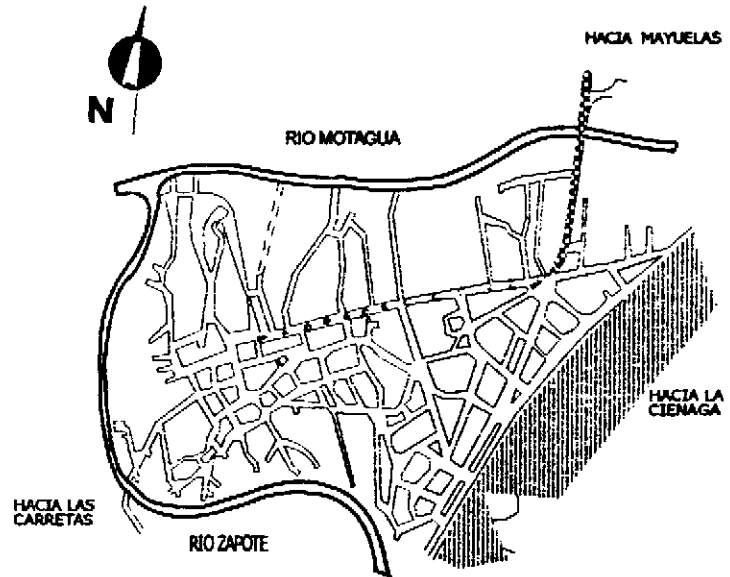 HACIA MAYUELAS
N
RIO MOTAGUA
HACIA LA
CIENAGA
HACIA LAS
CARRETAS
RIO ZAPOTE